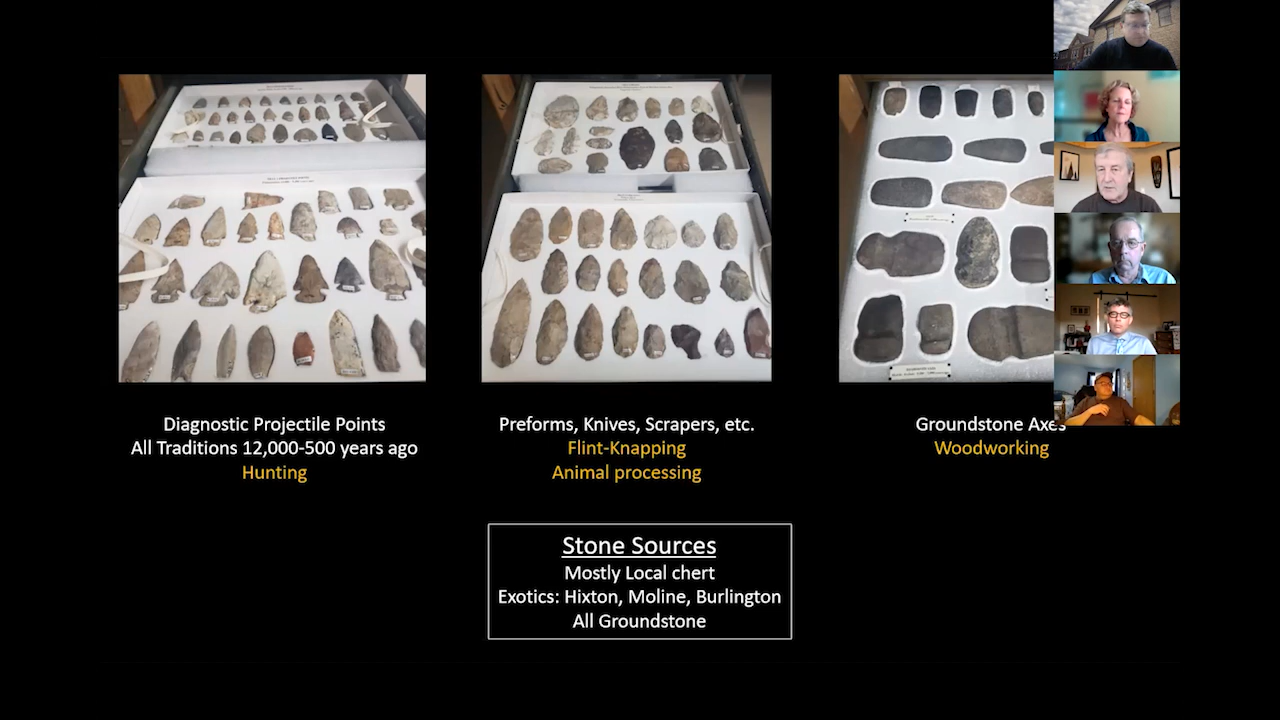 Diagnostic Projectile Points
All Traditions 12,000-500 years ago
Hunting
Preforms, Knives, Scrapers, etc.
Flint-Knapping
Animal processing
Groundstone Axes
Woodworking
Stone Sources
Mostly Local chert
Exotics: Hixton, Moline, Burlington
All Groundstone